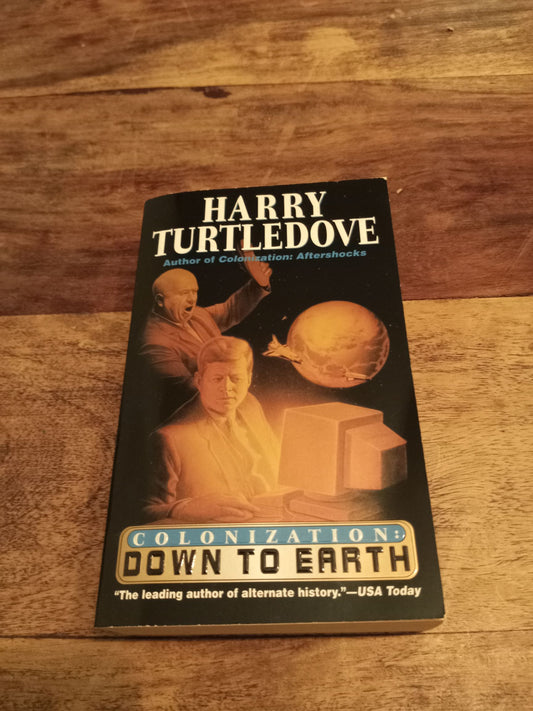 HARRY
TURTLEDOVE
Author of Colonization: Aftershocks
COLONIZATION:
DOWN TO EARTH
"The leading author of alternate history."—USA Today